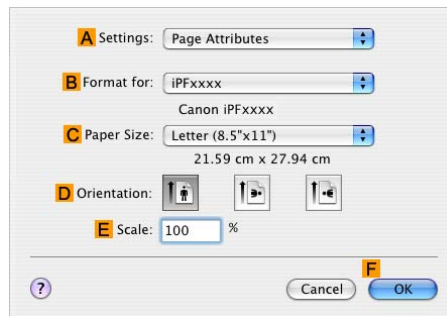 A Settings: Page Attributes
B Format for: iPFxxxx
Canon iPFxxxx
C Paper Size: Letter (8.5"x11")
21.59 cm x 27.94 cm
D Orientation:
E Scale: 100 %
F
? Cancel OK